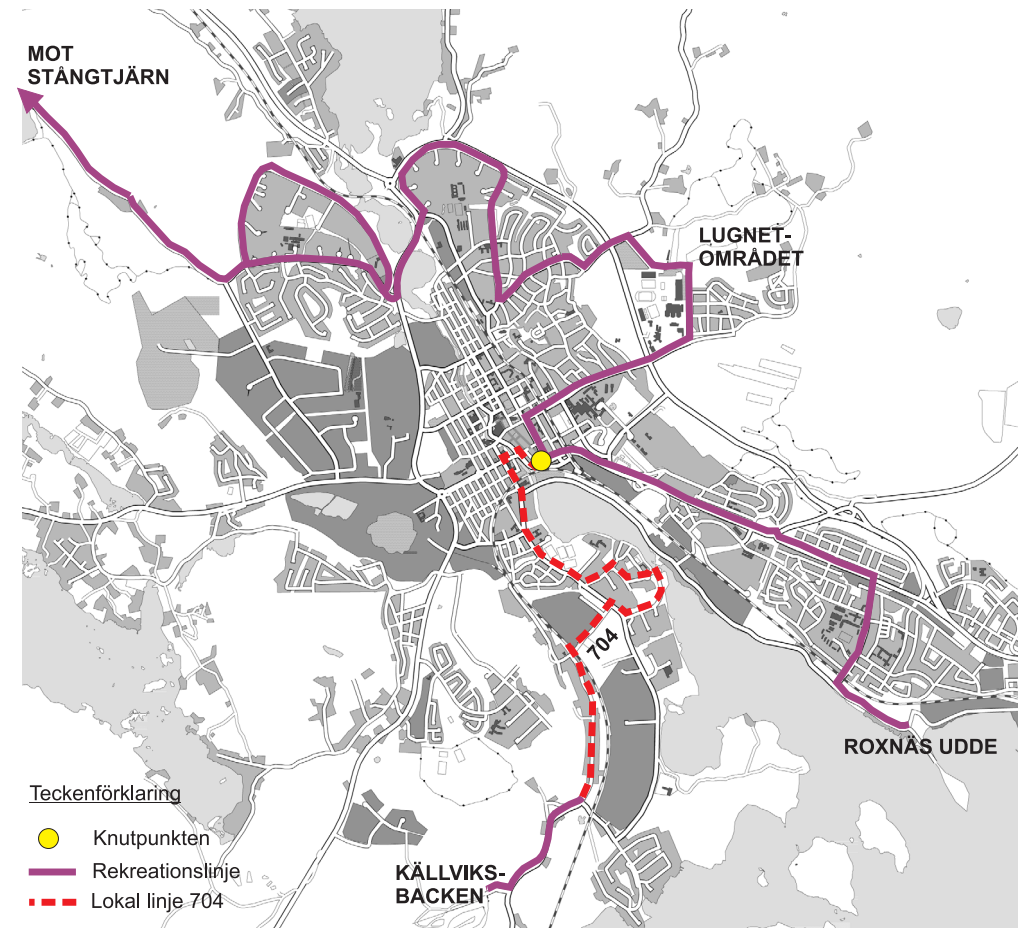 MOT
STÅNGTJÄRN
LUGNET-
OMRÅDET
704
ROXNÄS UDDE
KÄLLVIKS-
BACKEN
Teckenförklaring
Knutpunkten
Rekreationslinje
Lokal linje 704